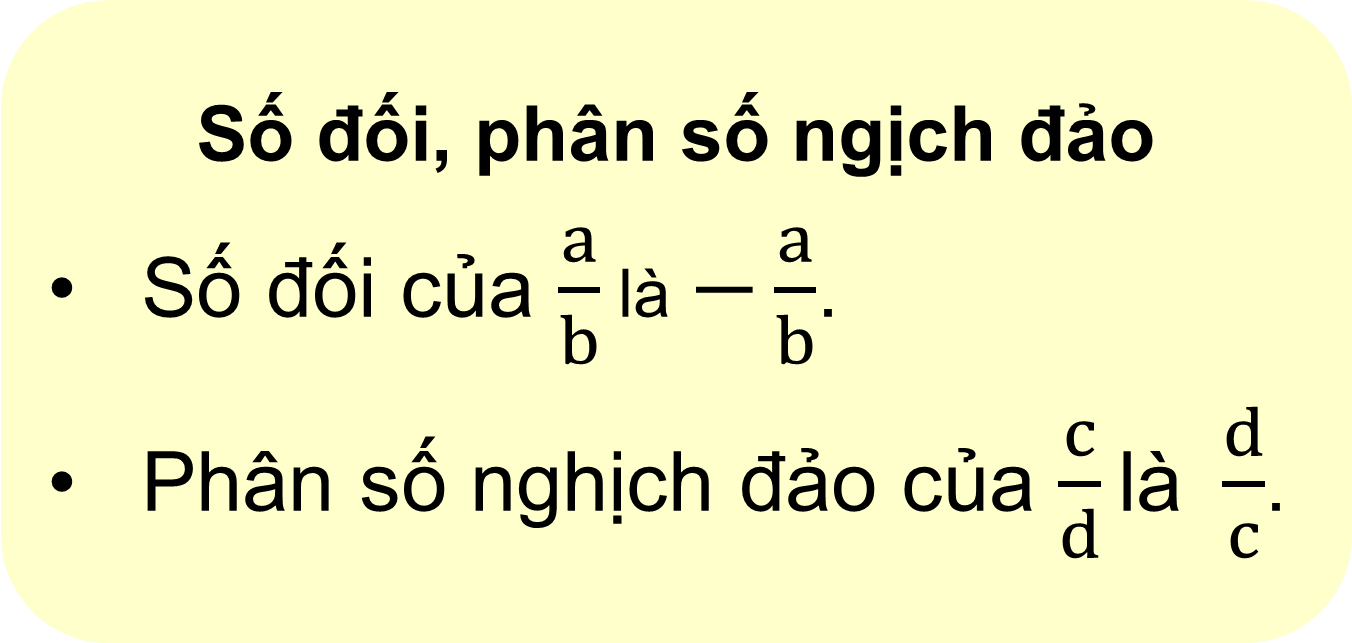 Số đối, phân số ngịch đảo
• Số đối của a/b là − a/b.
• Phân số nghịch đảo của c/d là d/c.